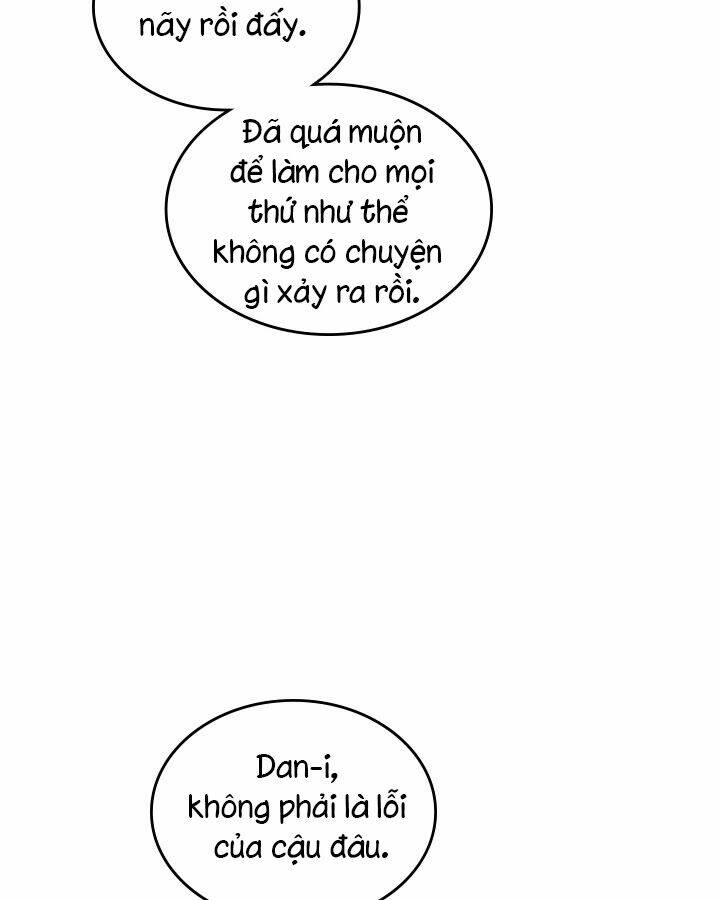 nãy rồi đấy.
Đã quá muộn
để làm cho mọi
thứ như thể
không có chuyện
gì xảy ra rồi.
Dan-i,
không phải là lỗi
của cậu đâu.